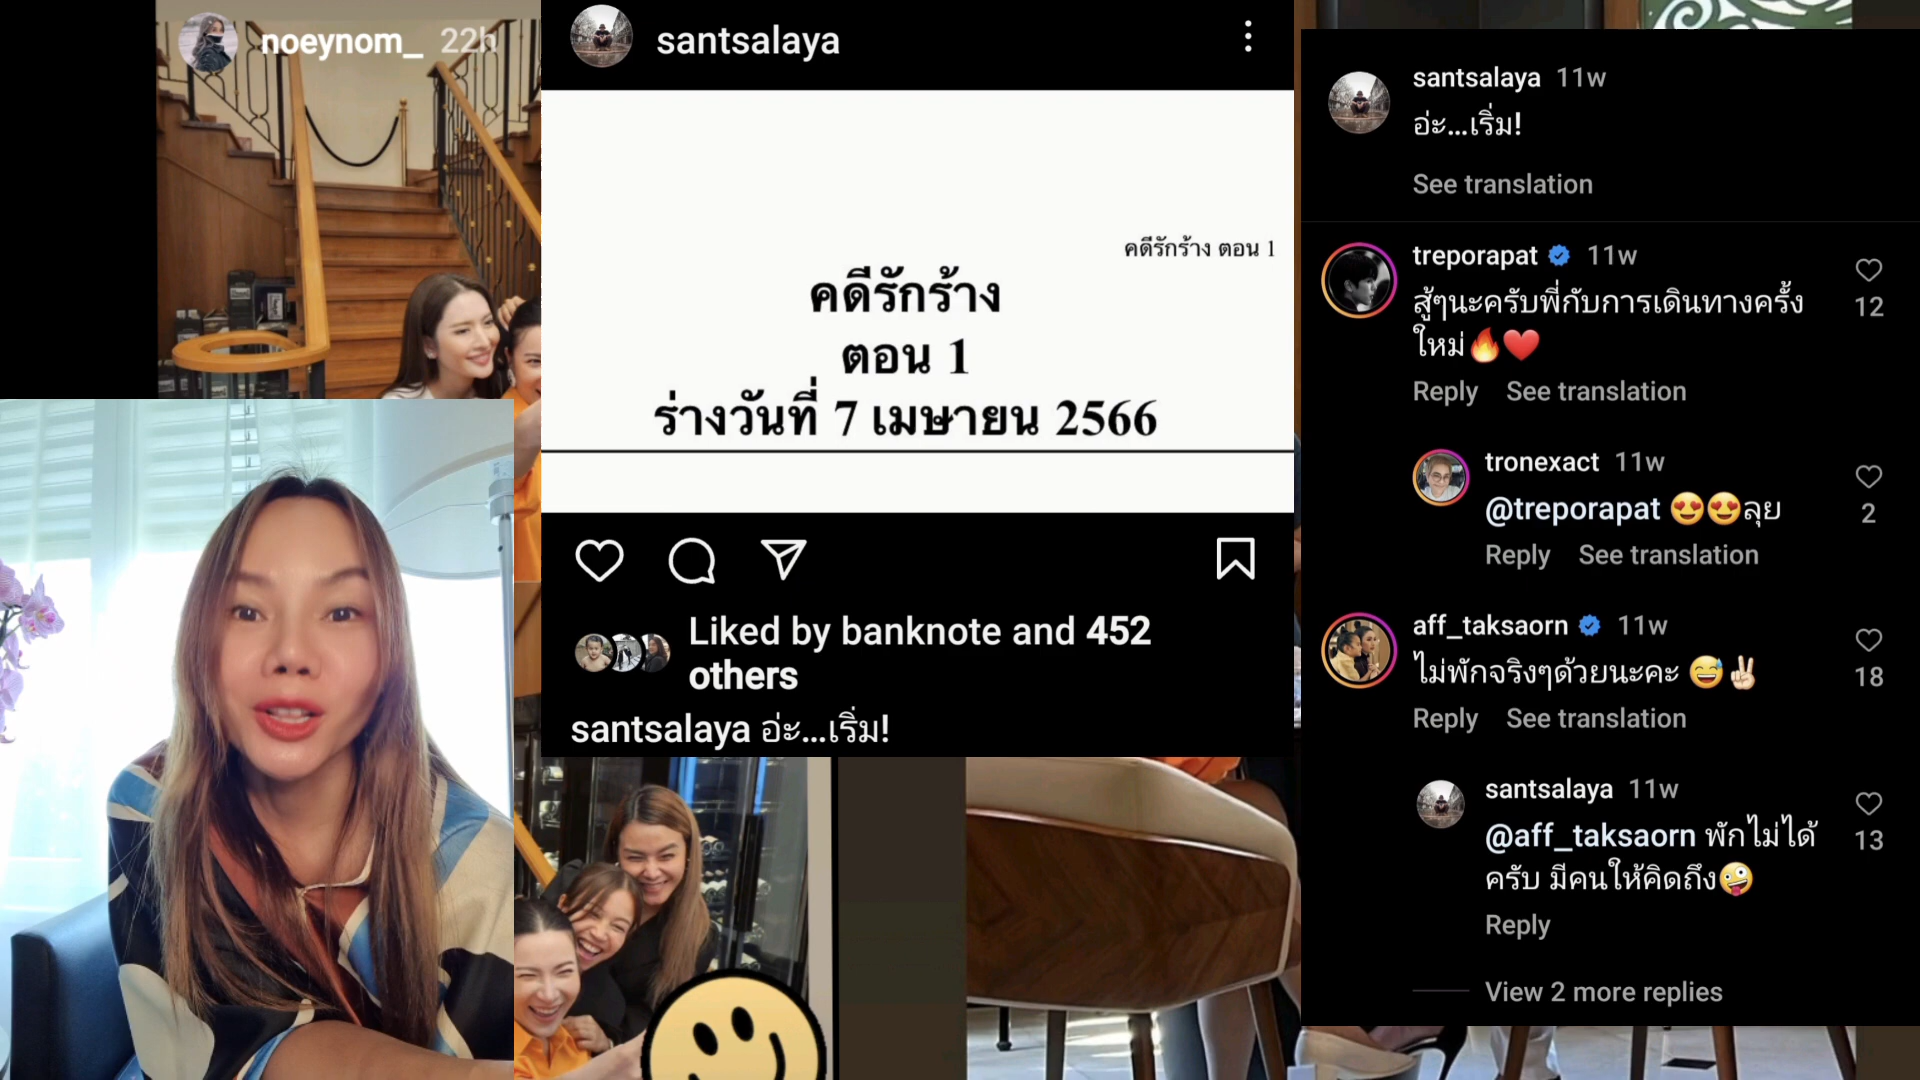 noeynom_ 22h
santsalaya
คดีรักร้าง ตอน 1
คดีรักร้าง
ตอน 1
ร่างวันที่ 7 เมษายน 2566
Liked by banknote and 452
others
santsalaya อ่ะ...เริ่ม!
santsalaya 11w
อ่ะ...เริ่ม!
See translation
treporapat 11w
สู้ๆนะครับพี่กับการเดินทางครั้ง
ใหม่🔥❤️
12
Reply See translation
tronexact 11w
@treporapat 😍😍ลุย
2
Reply See translation
aff_taksaorn 11w
ไม่พักจริงๆด้วยนะคะ 😅✌🏻
18
Reply See translation
santsalaya 11w
@aff_taksaorn พักไม่ได้
ครับ มีคนให้คิดถึง🤪
13
Reply
View 2 more replies